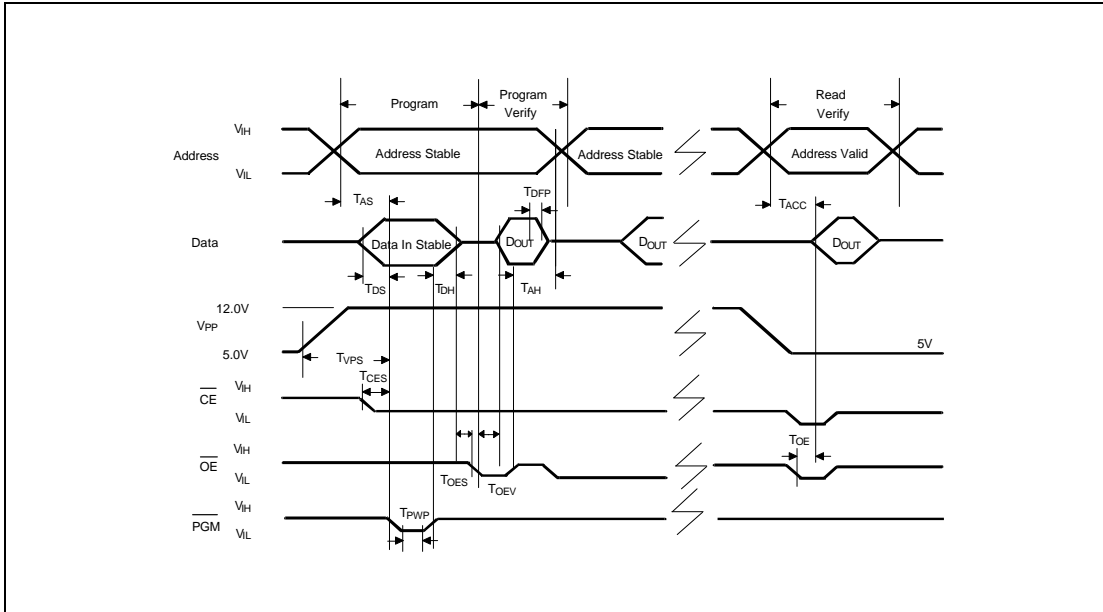 Program
Program
Verify
Read
Verify
VIH
Address
VIL
Address Stable
Address Stable
Address Valid
TAS
TDFP
TACC
Data
Data In Stable
DOUT
DOUT
DOUT
TDS
TDH
TAH
12.0V
VPP
5.0V
5V
TVPS
TCES
CE
VIH
VIL
VIH
OE
VIL
TOES
TOEV
TOE
VIH
PGM
VIL
TPWP